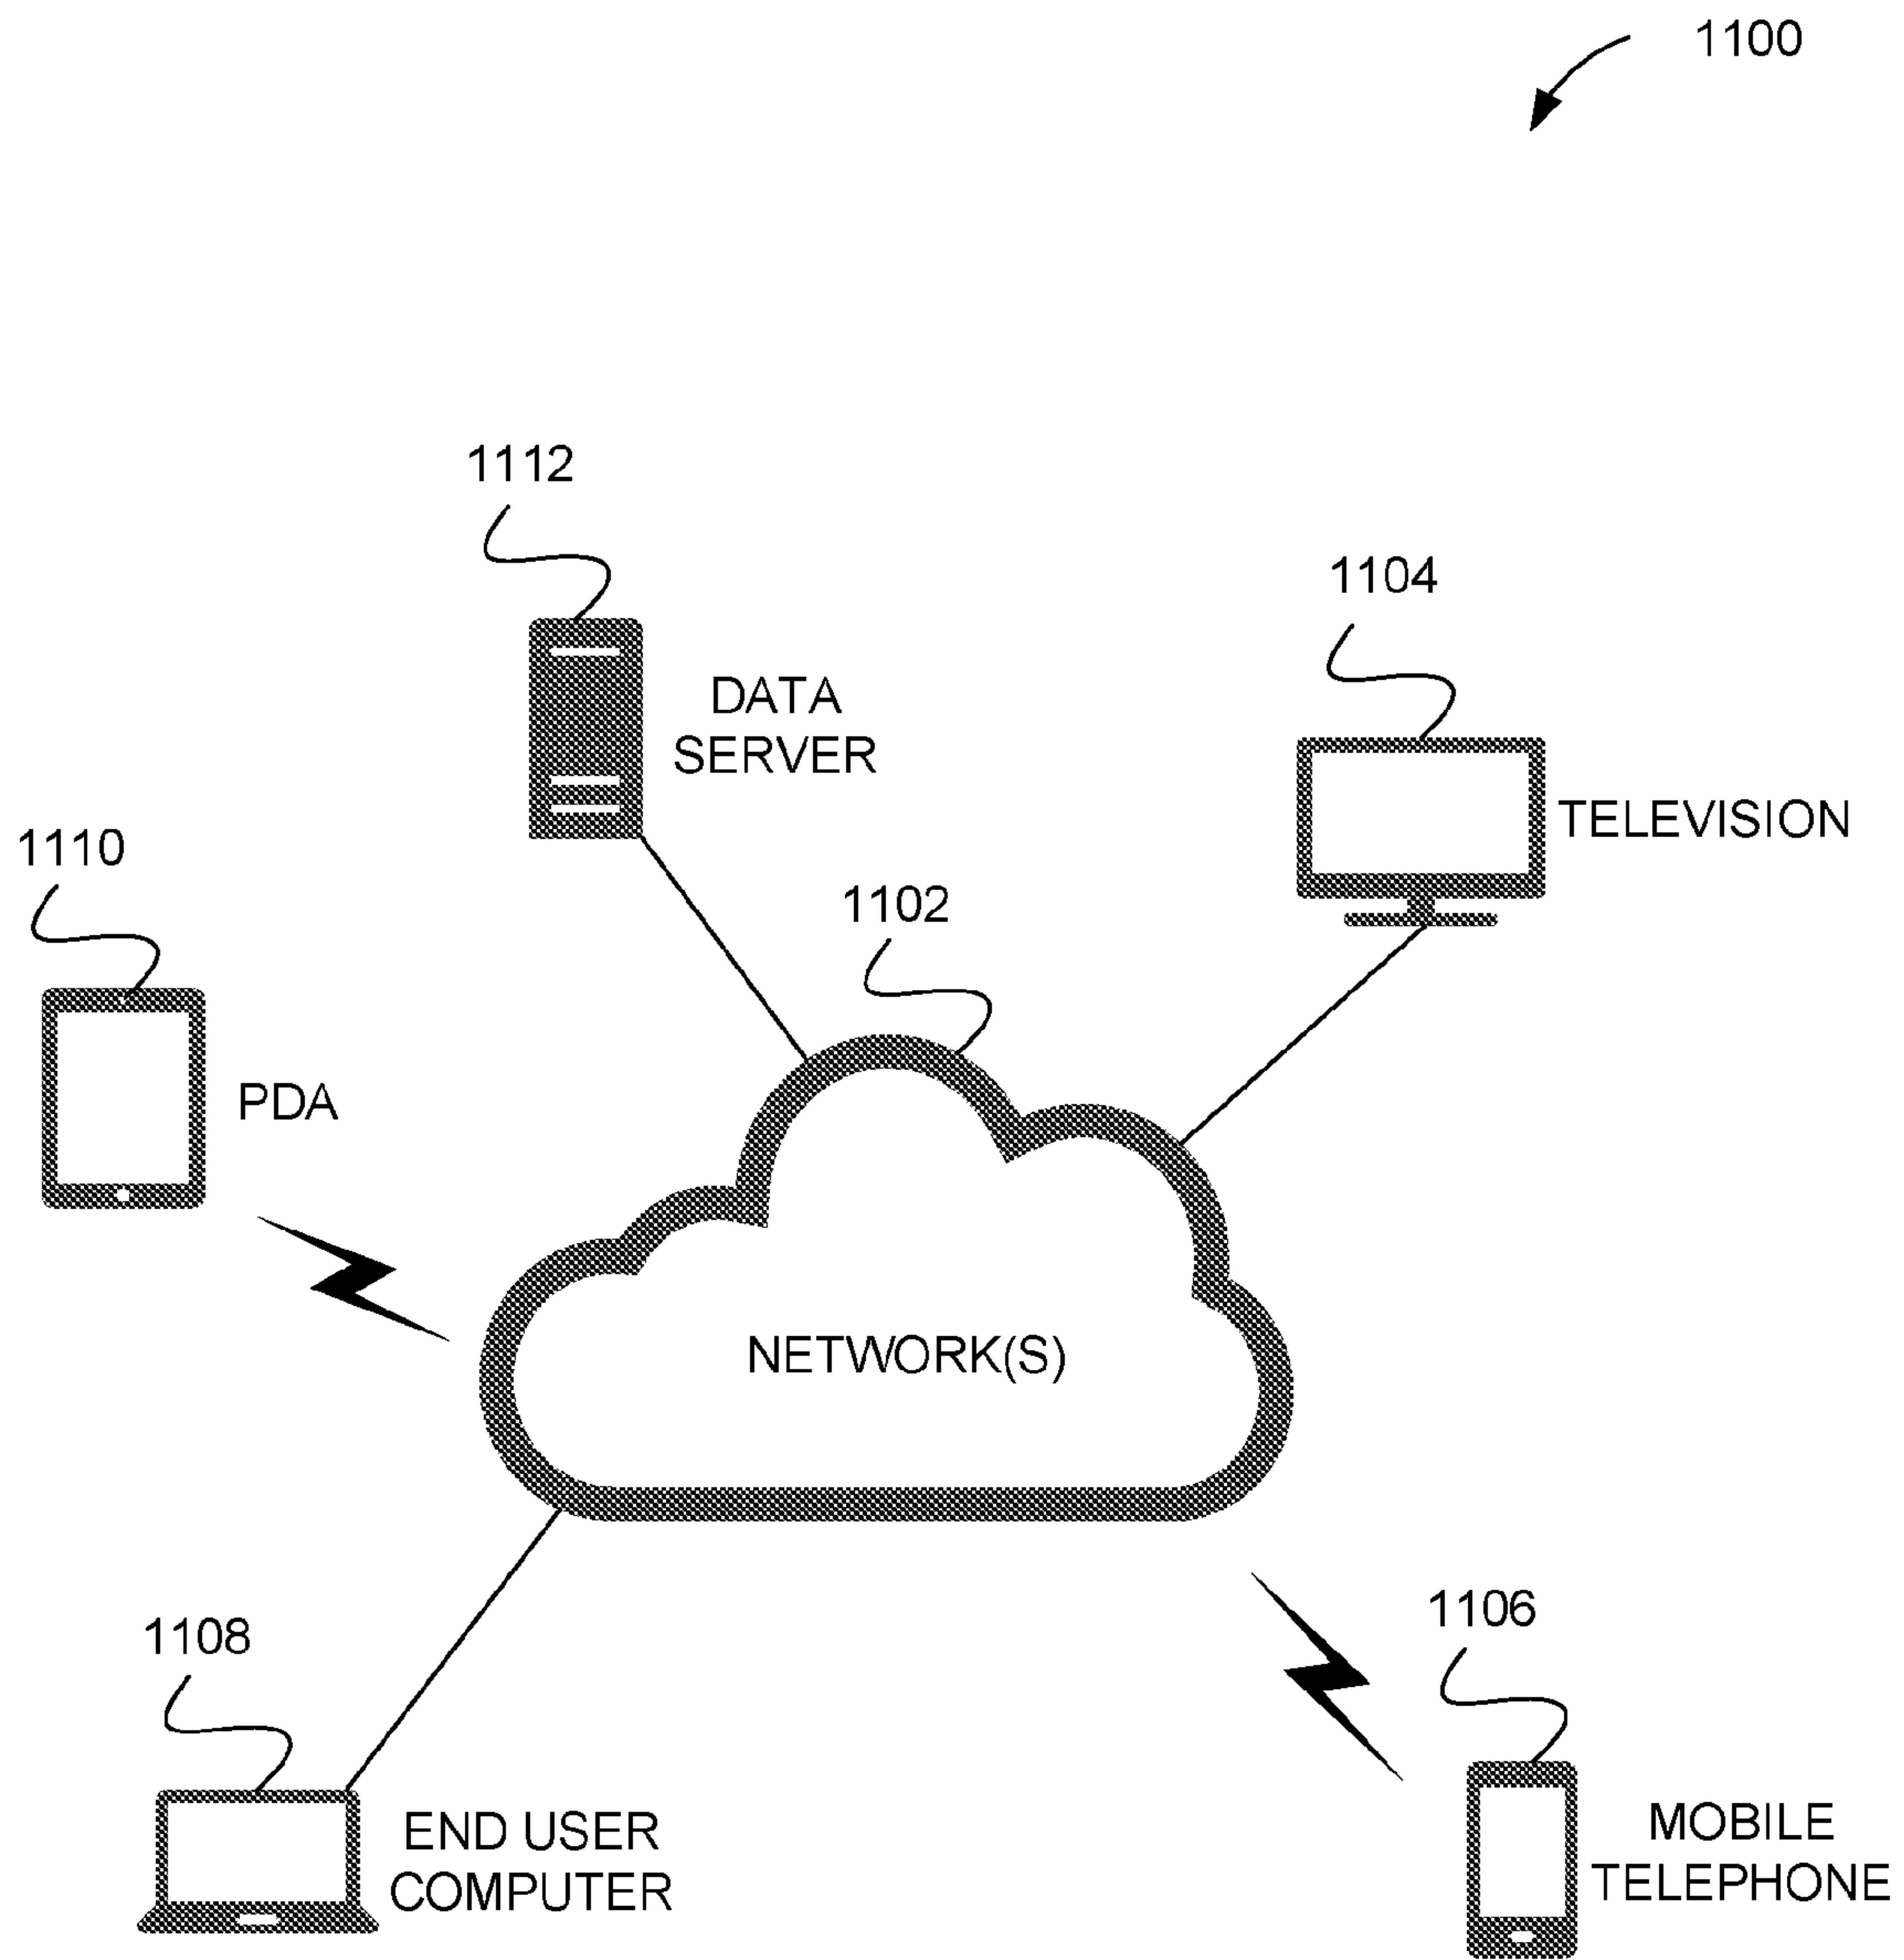 1100
1112
1104
DATA
SERVER
TELEVISION
1110
1102
PDA
NETWORK(S)
1106
1108
MOBILE
TELEPHONE
END USER
COMPUTER